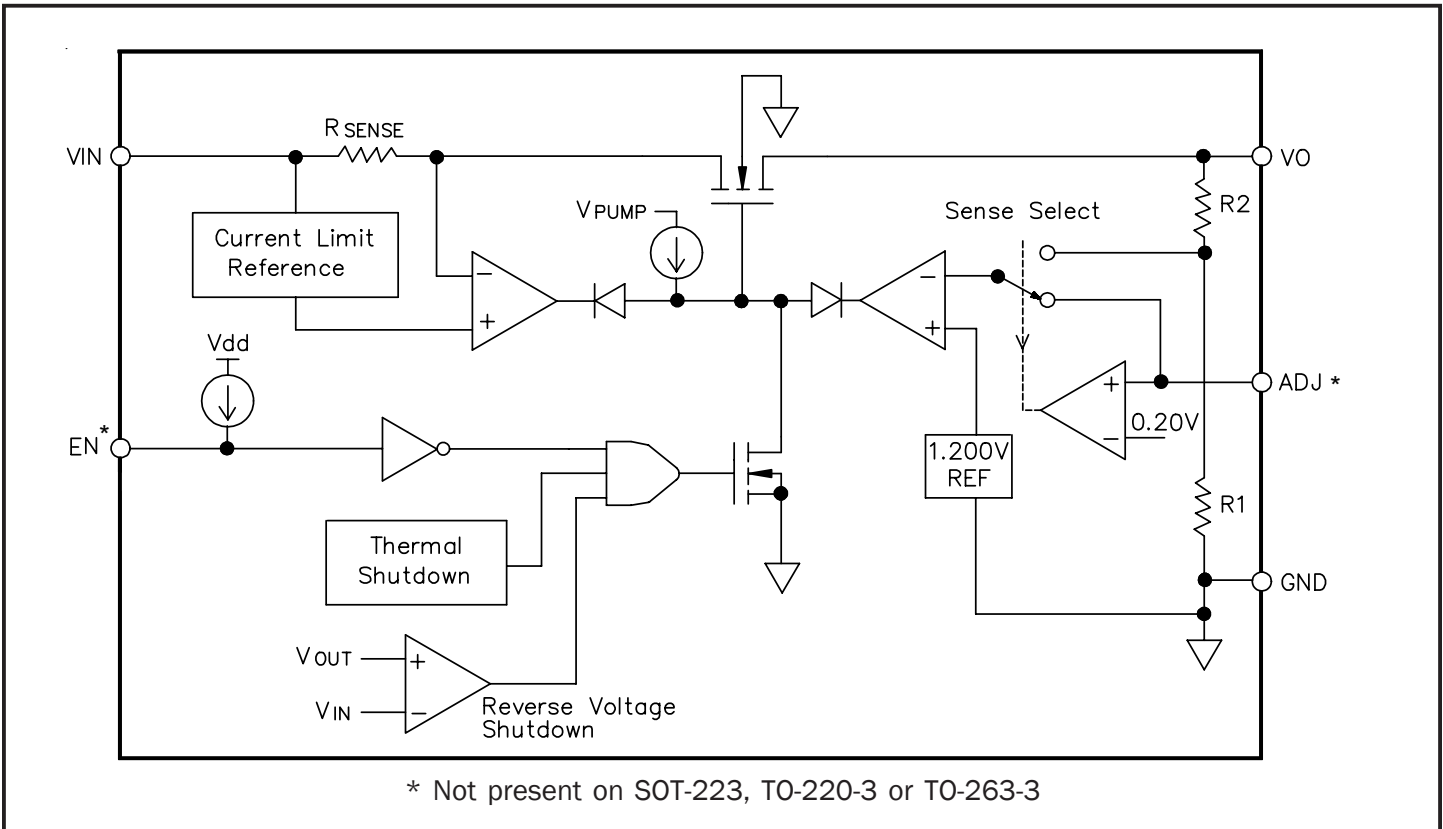 R SENSE
VIN
VO
R2
VPUMP
Sense Select
Current Limit
Reference
−
+
−
+
Vdd
EN*
ADJ *
+
−
0.20V
1.200V
REF
R1
Thermal
Shutdown
GND
VOUT
+
VIN
−
Reverse Voltage
Shutdown
* Not present on SOT-223, TO-220-3 or TO-263-3